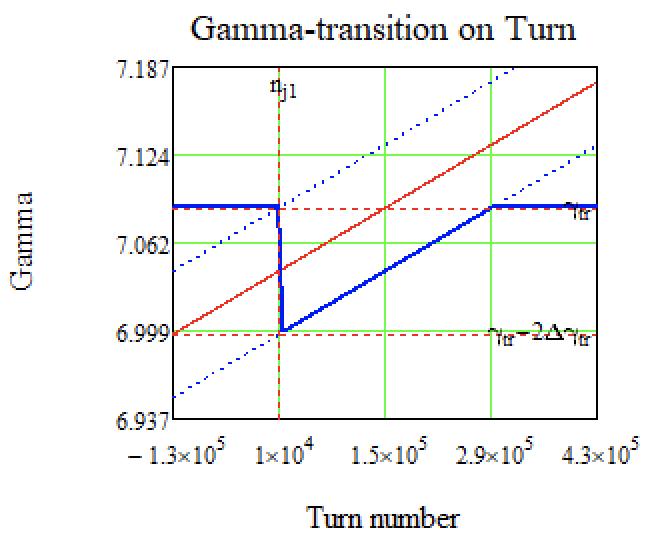 Gamma-transition on Turn
7.187
n_j1
7.124
γ_tr
7.062
6.999
γ_tr−2Δγ_tr
6.937
Gamma
−1.3×10^5 1×10^4 1.5×10^5 2.9×10^5 4.3×10^5
Turn number